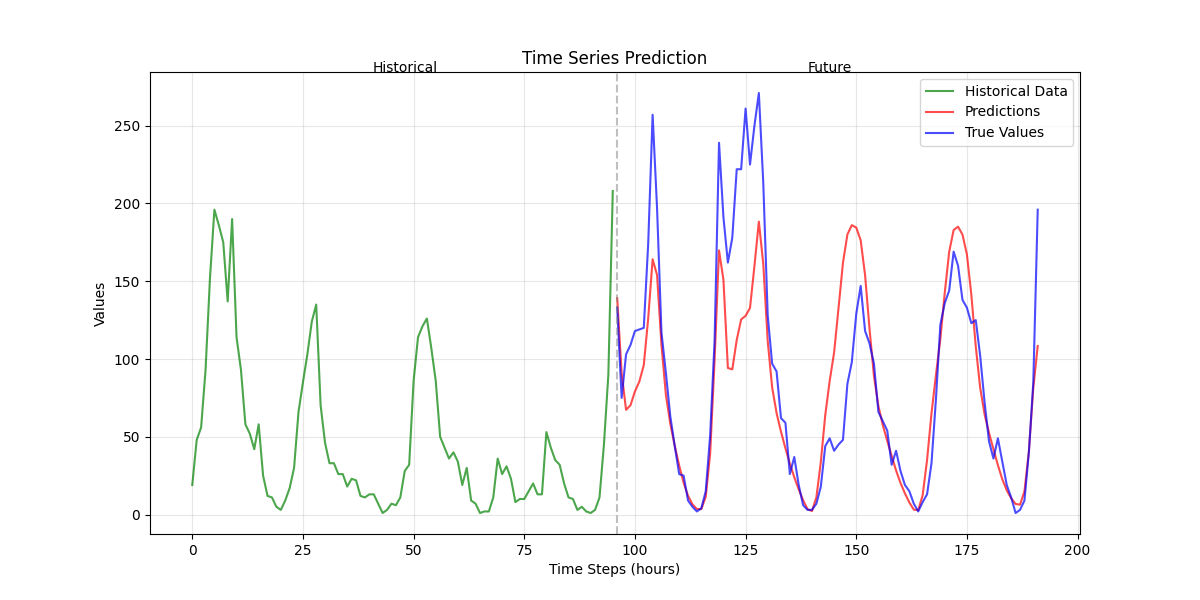 Time Series Prediction
Historical
Future
Historical Data
Predictions
True Values
Values
250
200
150
100
50
0
0 25 50 75 100 125 150 175 200
Time Steps (hours)